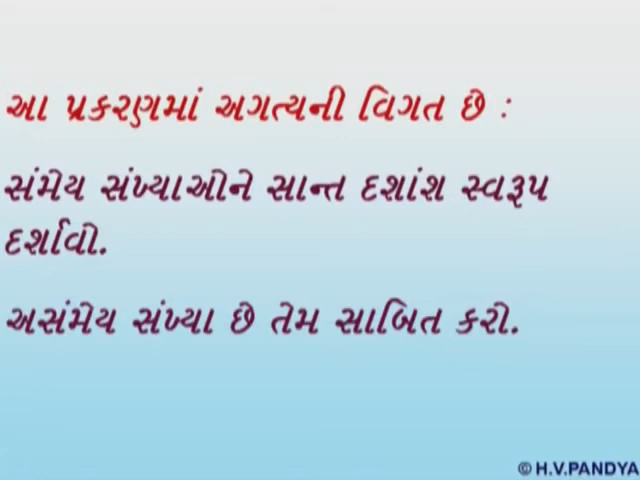 આ પ્રકરણમાં અગત્યની વિગત છે :
સંમેય સંખ્યાઓને સાન્ત દશાંશ સ્વરૂપ
દર્શાવો.
અસંમેય સંખ્યા છે તેમ સાબિત કરો.
© H.V.PANDYA